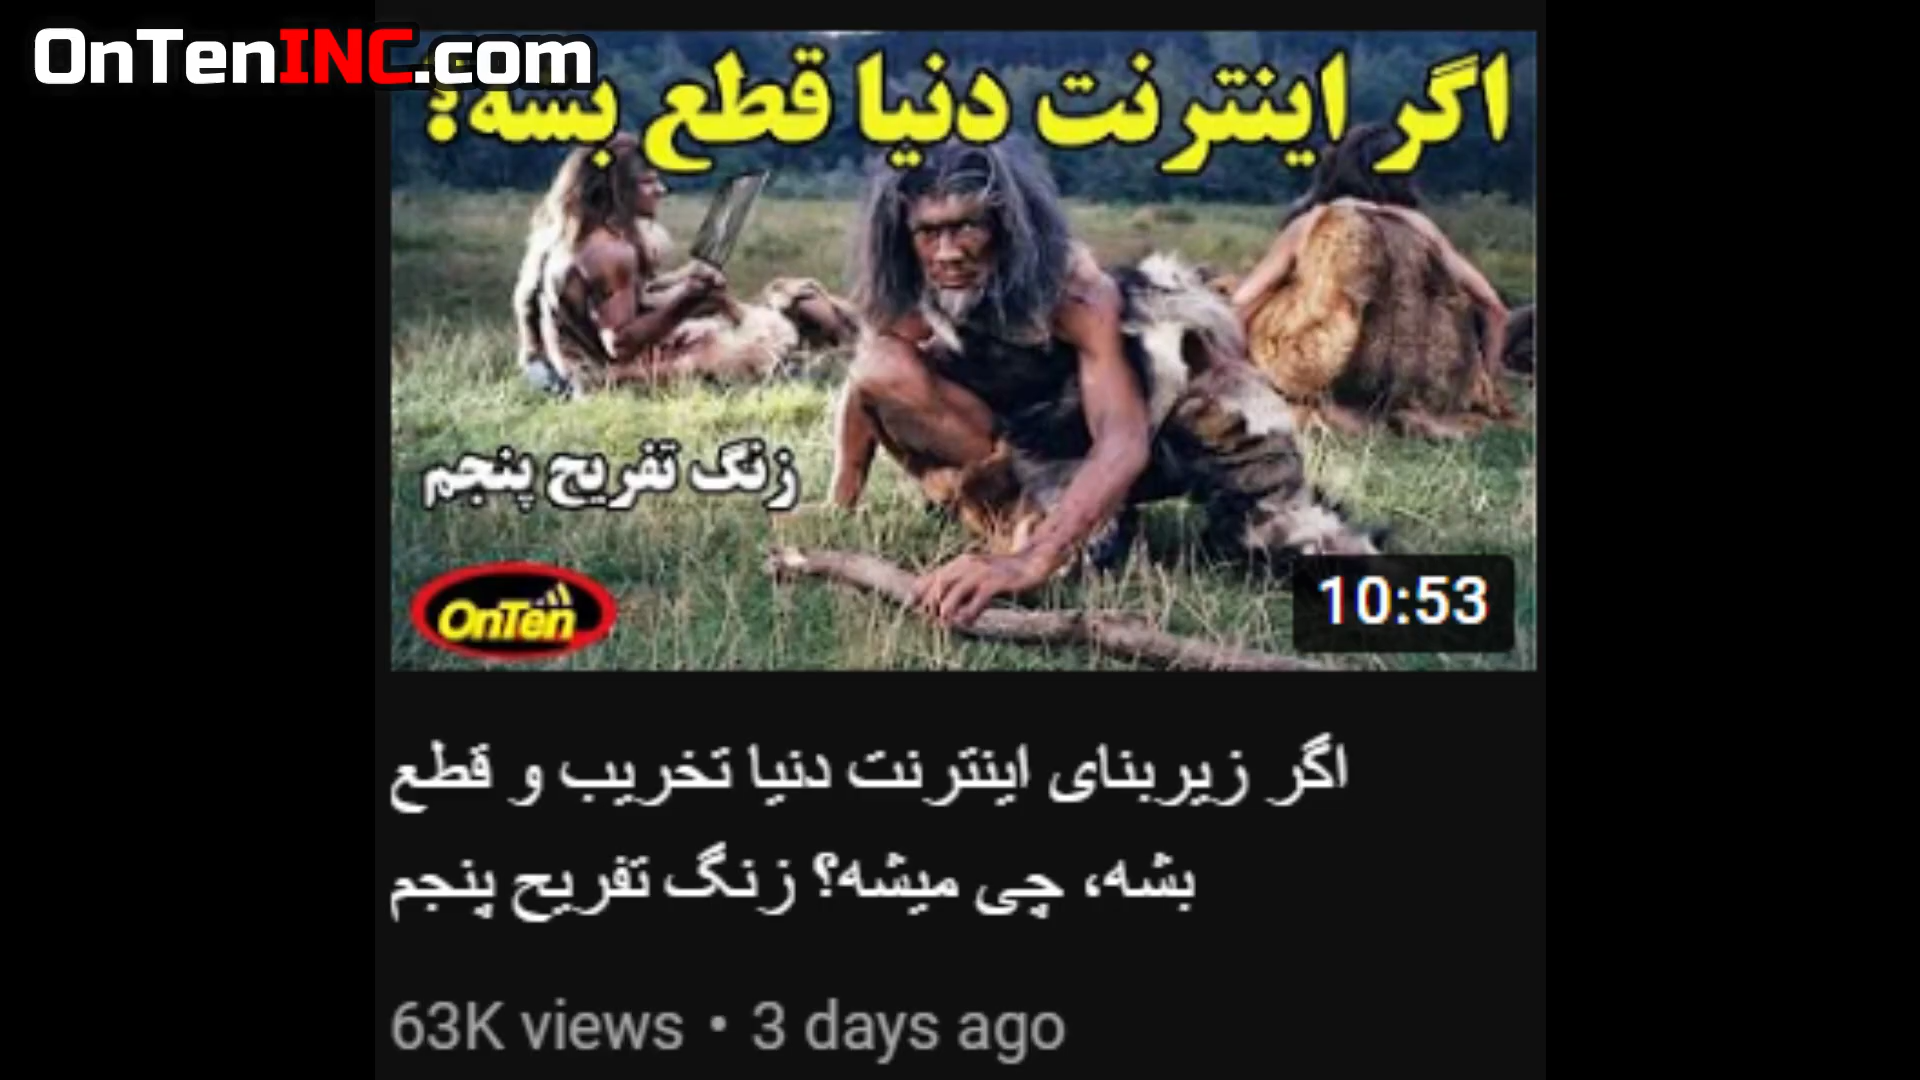 OnTenINC.com
اگر اینترنت دنیا قطع بشه؟
زنگ تفریح پنجم
OnTen
10:53
اگر زیربنای اینترنت دنیا تخریب و قطع
بشه، چی میشه؟ زنگ تفریح پنجم
63K views • 3 days ago